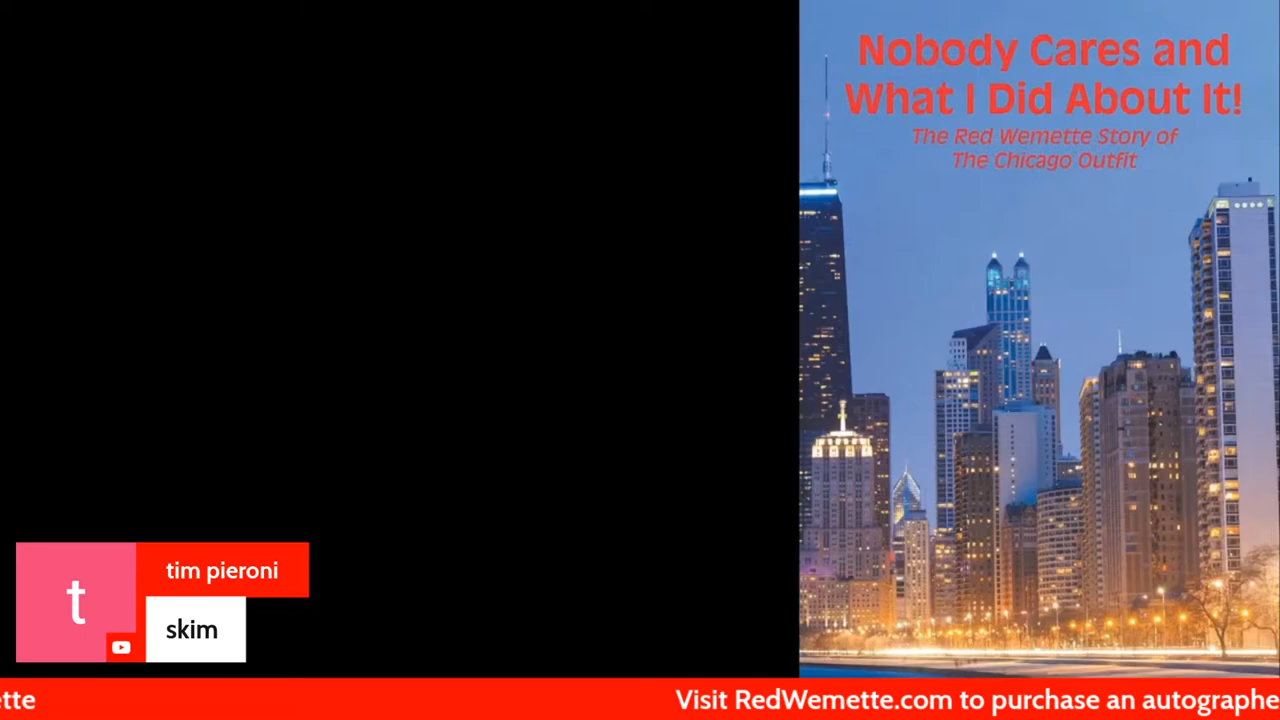 Nobody Cares and
What I Did About It!
The Red Wemette Story of
The Chicago Outfit
t
tim pieroni
skim
ette Visit RedWemette.com to purchase an autographe